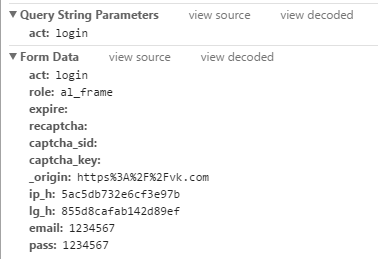 Query String Parameters view source view decoded
act: login
Form Data view source view decoded
act: login
role: al_frame
expire:
recaptcha:
captcha_sid:
captcha_key:
_origin: https%3A%2F%2Fvk.com
ip_h: 5ac5db732e6cf3e97b
lg_h: 855d8cafab142d89ef
email: 1234567
pass: 1234567